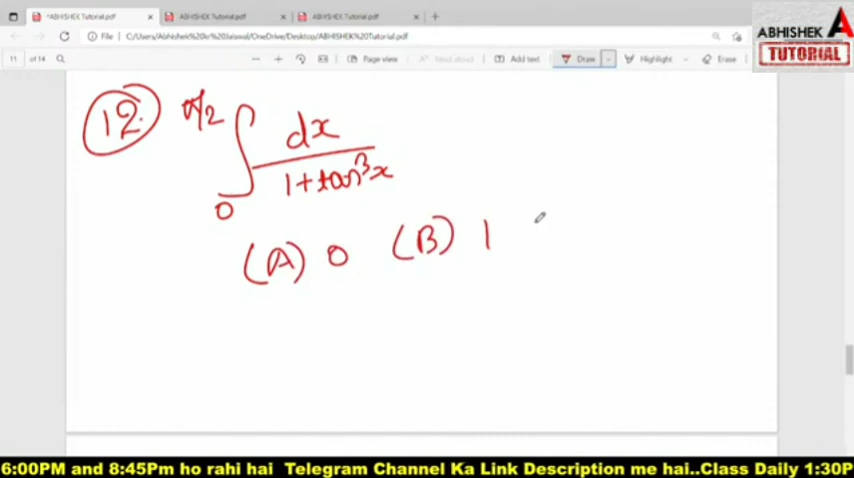 *ABHISHEK Tutorial.pdf
ABHISHEK Tutorial.pdf
ABHISHEK Tutorial.pdf
File C:/Users/Abhishek%20kr%20Jaiswal/OneDrive/Desktop/ABHISHEK%20Tutorial.pdf
11 of 14
Page view
Read aloud
Add text
Draw
Highlight
Erase
ABHISHEK A
TUTORIAL
12.
∫₀^(π/2) dx / (1+tan³x)
(A) 0 (B) 1
6:00PM and 8:45Pm ho rahi hai Telegram Channel Ka Link Description me hai..Class Daily 1:30P